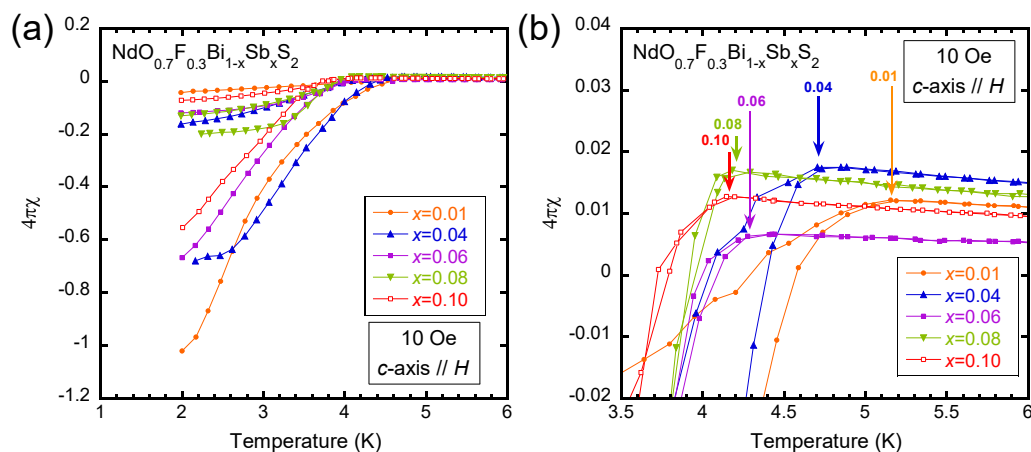 (a)
NdO0.7F0.3Bi1-xSbxS2
0.2
0
-0.2
-0.4
-0.6
-0.8
-1
-1.2
4πχ
x=0.01
x=0.04
x=0.06
x=0.08
x=0.10
10 Oe
c-axis // H
1 2 3 4 5 6
Temperature (K)
(b)
NdO0.7F0.3Bi1-xSbxS2
10 Oe
c-axis // H
0.04
0.03
0.02
0.01
0
-0.01
-0.02
4πχ
0.01
0.04
0.06
0.08
0.10
x=0.01
x=0.04
x=0.06
x=0.08
x=0.10
3.5 4 4.5 5 5.5 6
Temperature (K)